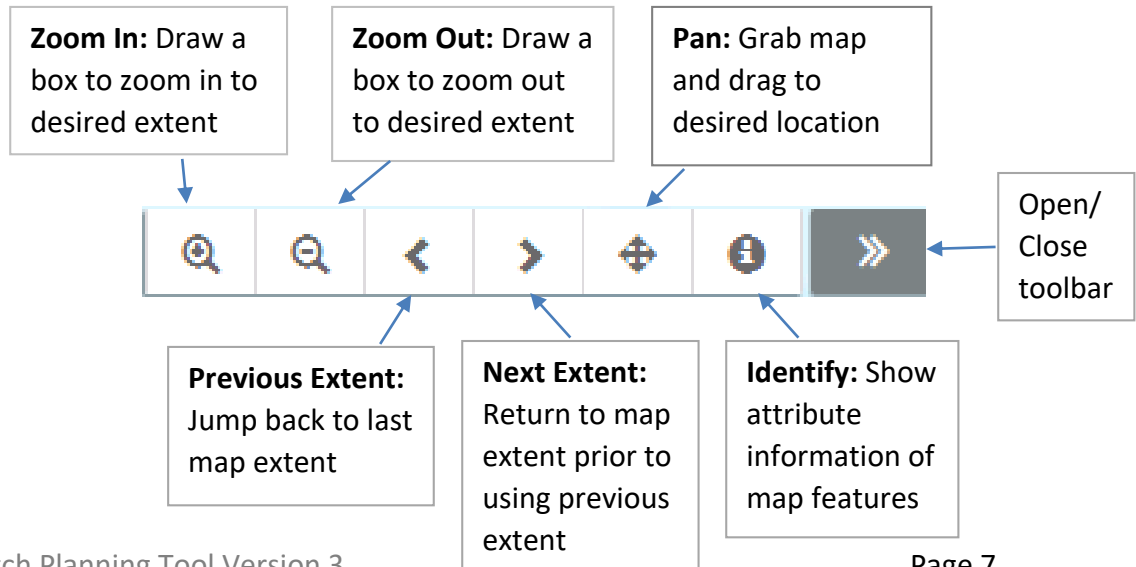 Zoom In: Draw a
box to zoom in to
desired extent
Zoom Out: Draw a
box to zoom out
to desired extent
Pan: Grab map
and drag to
desired location
Open/
Close
toolbar
Previous Extent:
Jump back to last
map extent
Next Extent:
Return to map
extent prior to
using previous
extent
Identify: Show
attribute
information of
map features
Planning Tool Version 3
Page 7